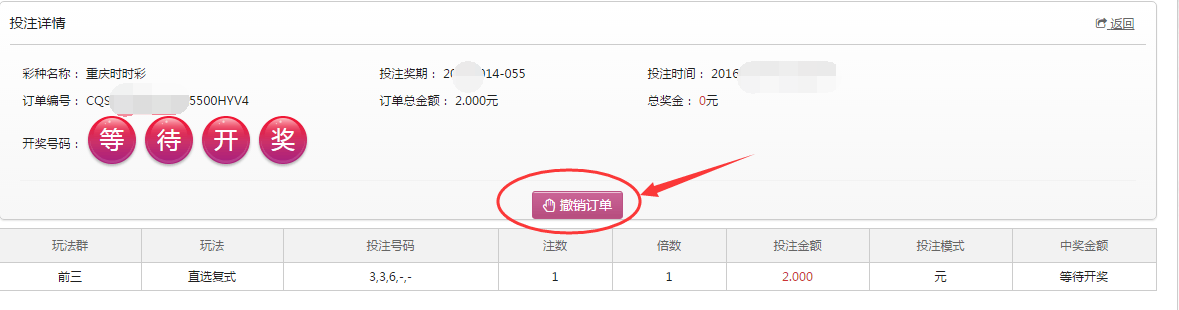 投注详情 返回
彩种名称： 重庆时时彩 投注奖期： 20 014-055 投注时间： 2016
订单编号： CQS 5500HYV4 订单总金额： 2.000元 总奖金： 0元
开奖号码： 等 待 开 奖
撤销订单
玩法群 玩法 投注号码 注数 倍数 投注金额 投注模式 中奖金额
前三 直选复式 3,3,6,-,- 1 1 2.000 元 等待开奖